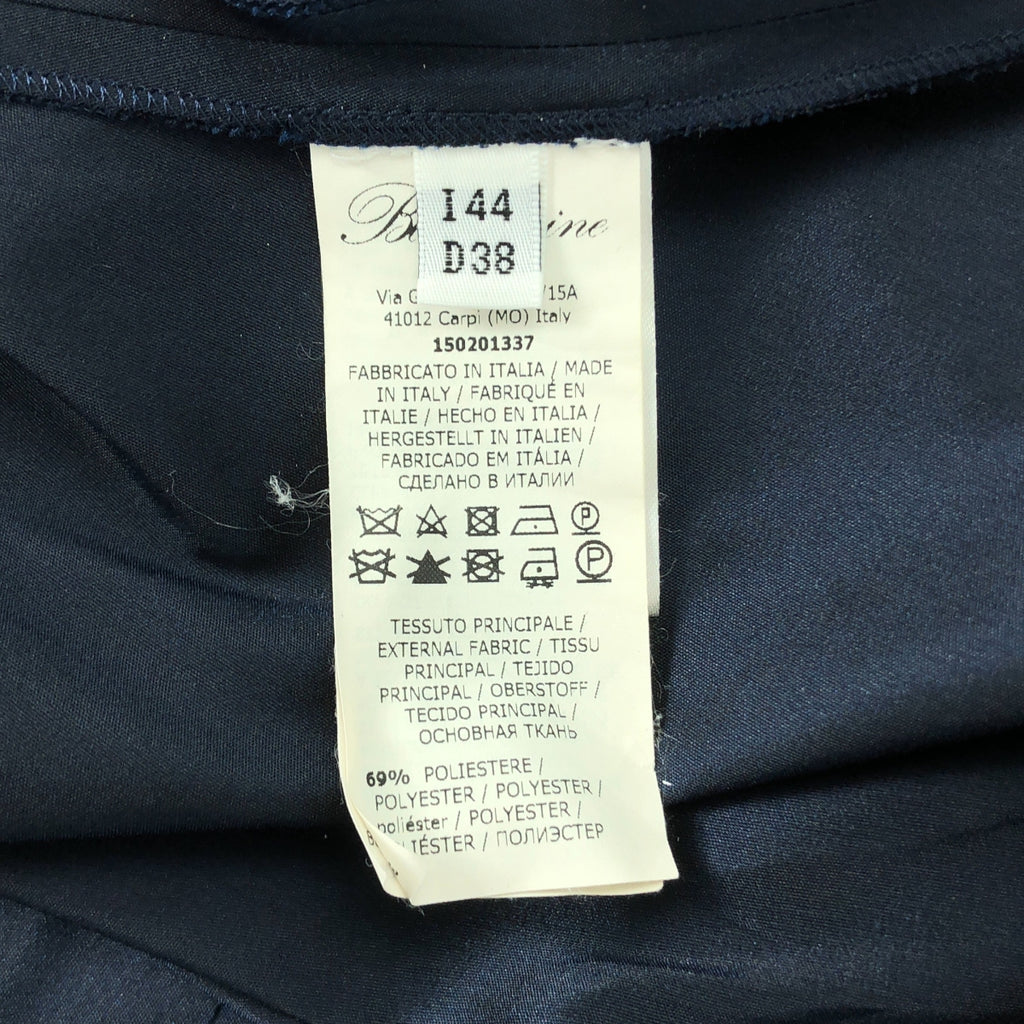 I 44
D38
Via
/15A
41012 Carpi (MO) Italy
150201337
FABBRICATO IN ITALIA / MADE
IN ITALY / FABRIQUÉ EN
ITALIE / HECHO EN ITALIA /
HERGESTELLT IN ITALIEN /
FABRICADO EM ITÁLIA /
СДЕЛАНО В ИТАЛИИ
P
P
TESSUTO PRINCIPALE /
EXTERNAL FABRIC / TISSU
PRINCIPAL / TEJIDO
PRINCIPAL / OBERSTOFF /
TECIDO PRINCIPAL /
ОСНОВНАЯ ТКАНЬ
69% POLIESTERE /
POLYESTER / POLYESTER /
poliéster / POLYESTER /
IÉSTER / ПОЛИЭСТЕР